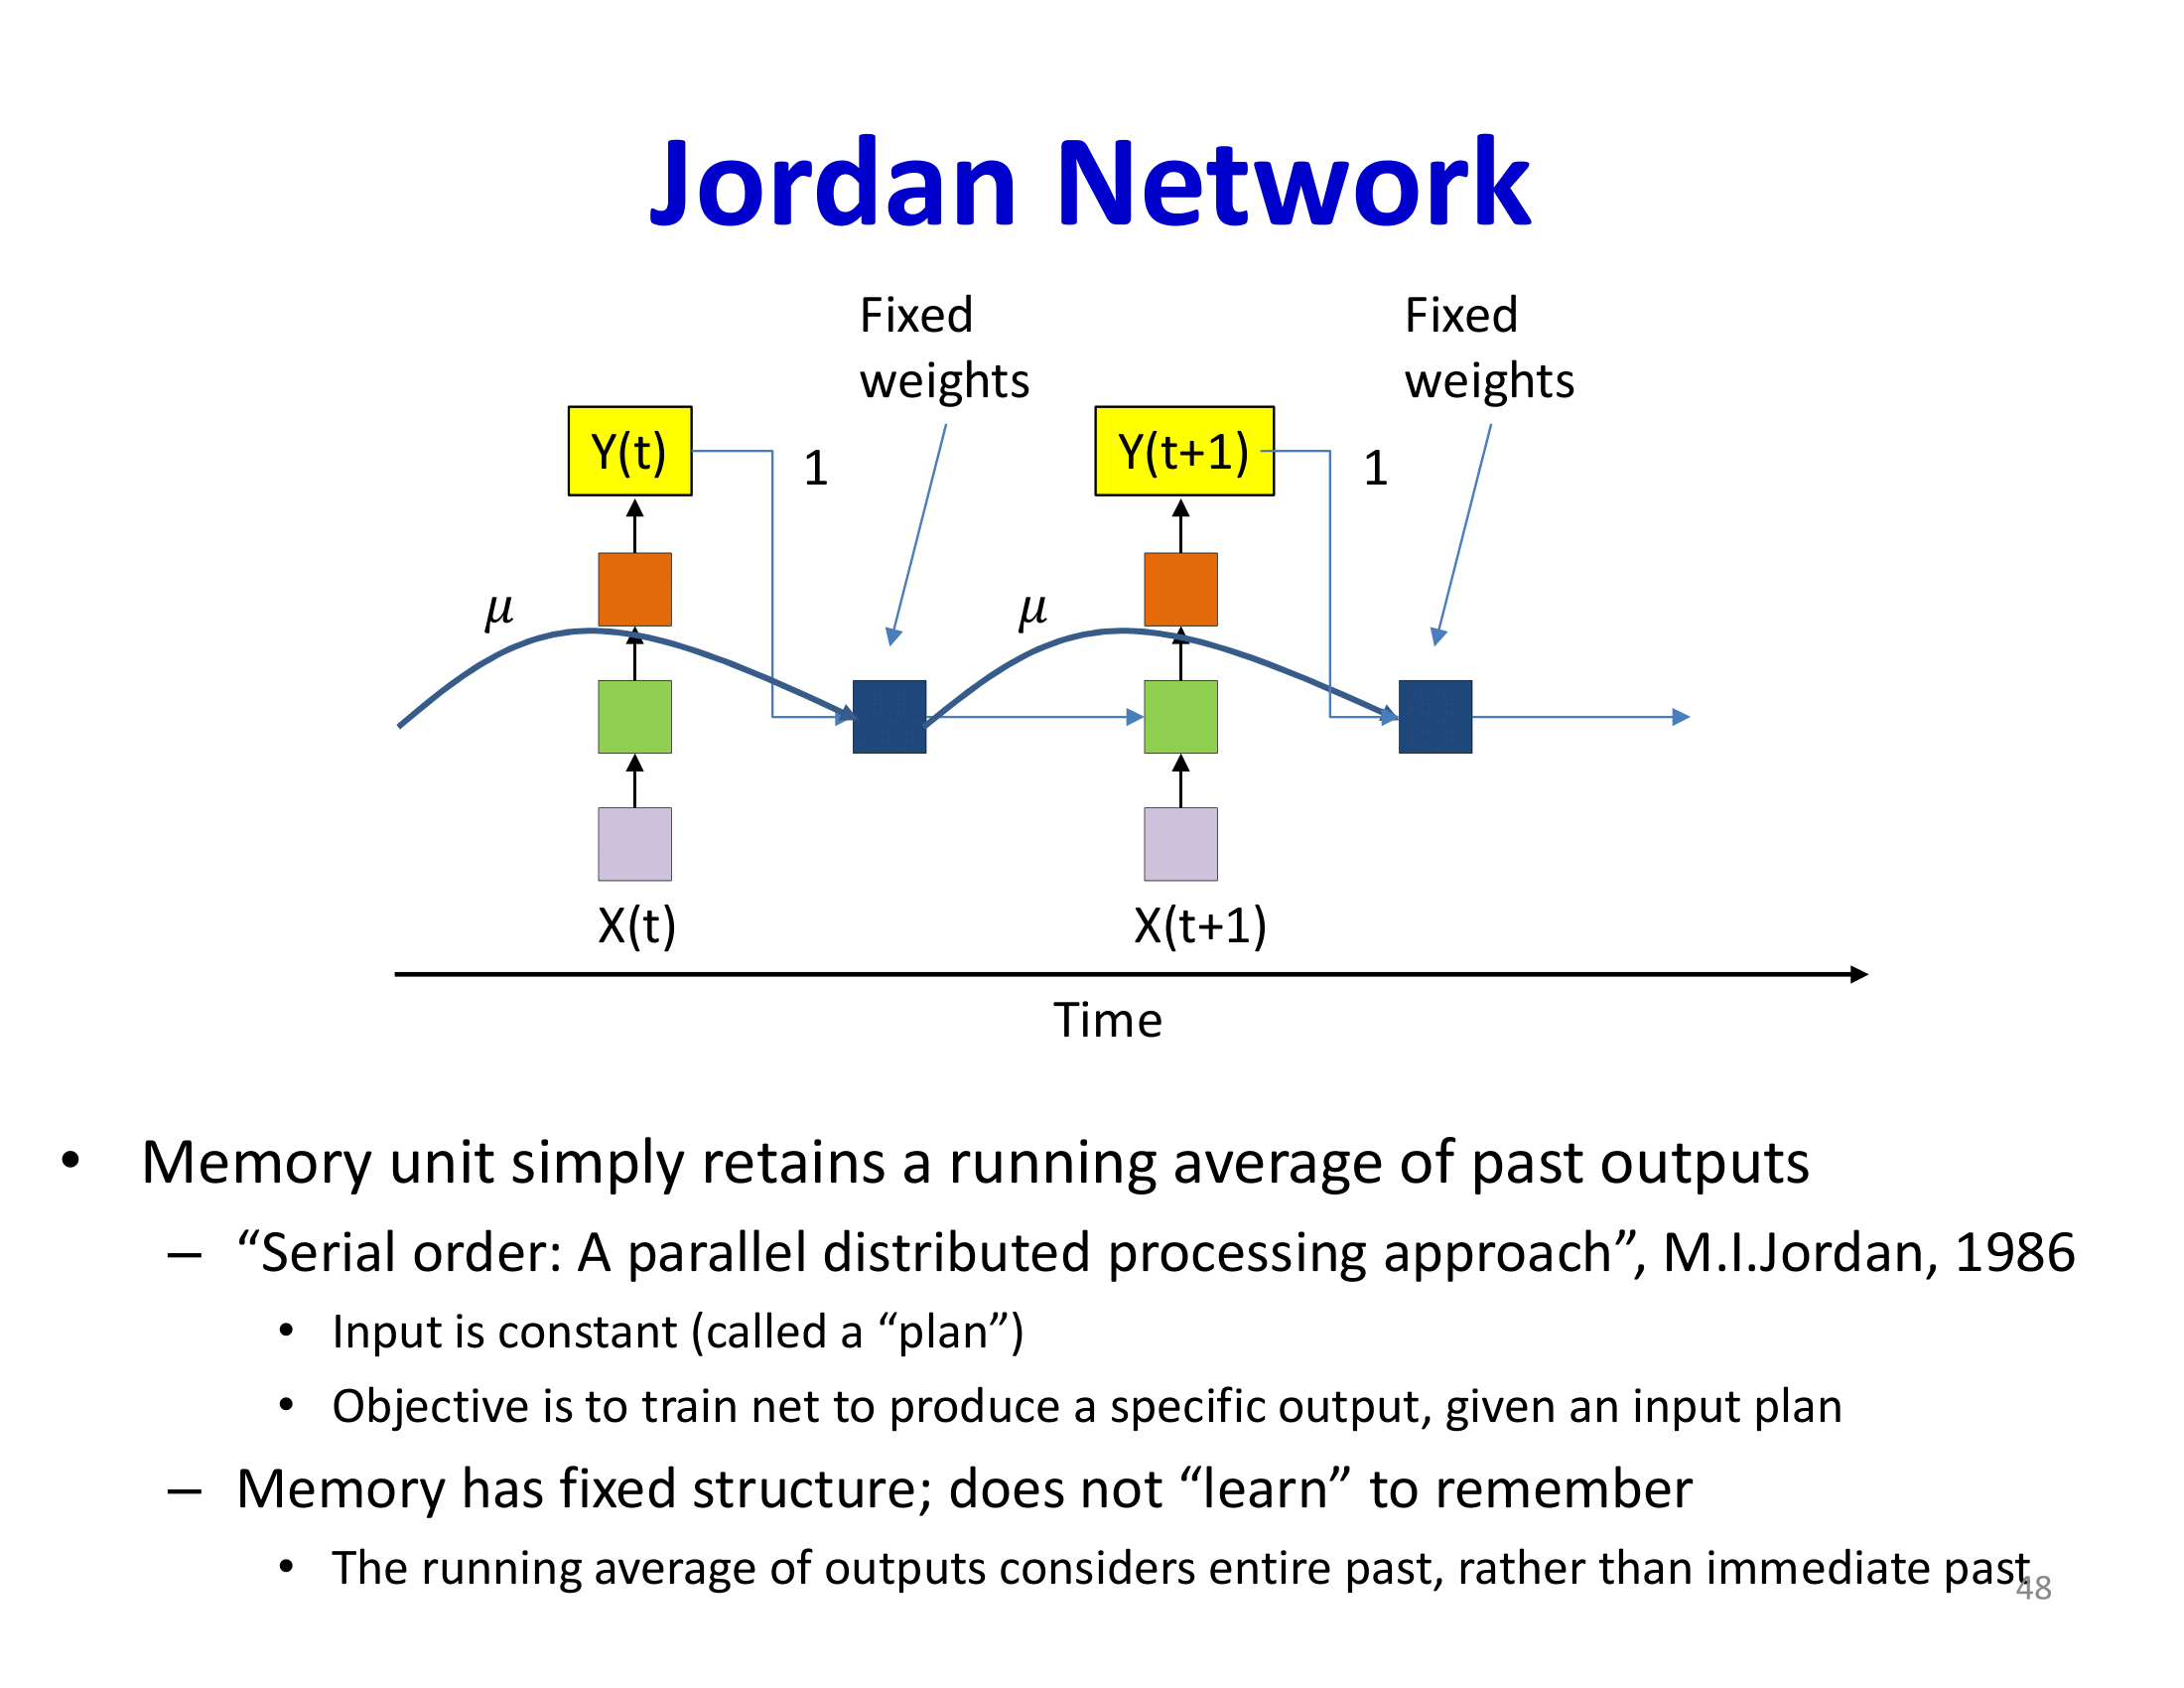 Jordan Network
Fixed
weights
Fixed
weights
Y(t)
1
Y(t+1)
1
μ
μ
X(t)
X(t+1)
Time
• Memory unit simply retains a running average of past outputs
– “Serial order: A parallel distributed processing approach”, M.I.Jordan, 1986
• Input is constant (called a “plan”)
• Objective is to train net to produce a specific output, given an input plan
– Memory has fixed structure; does not “learn” to remember
• The running average of outputs considers entire past, rather than immediate past
48